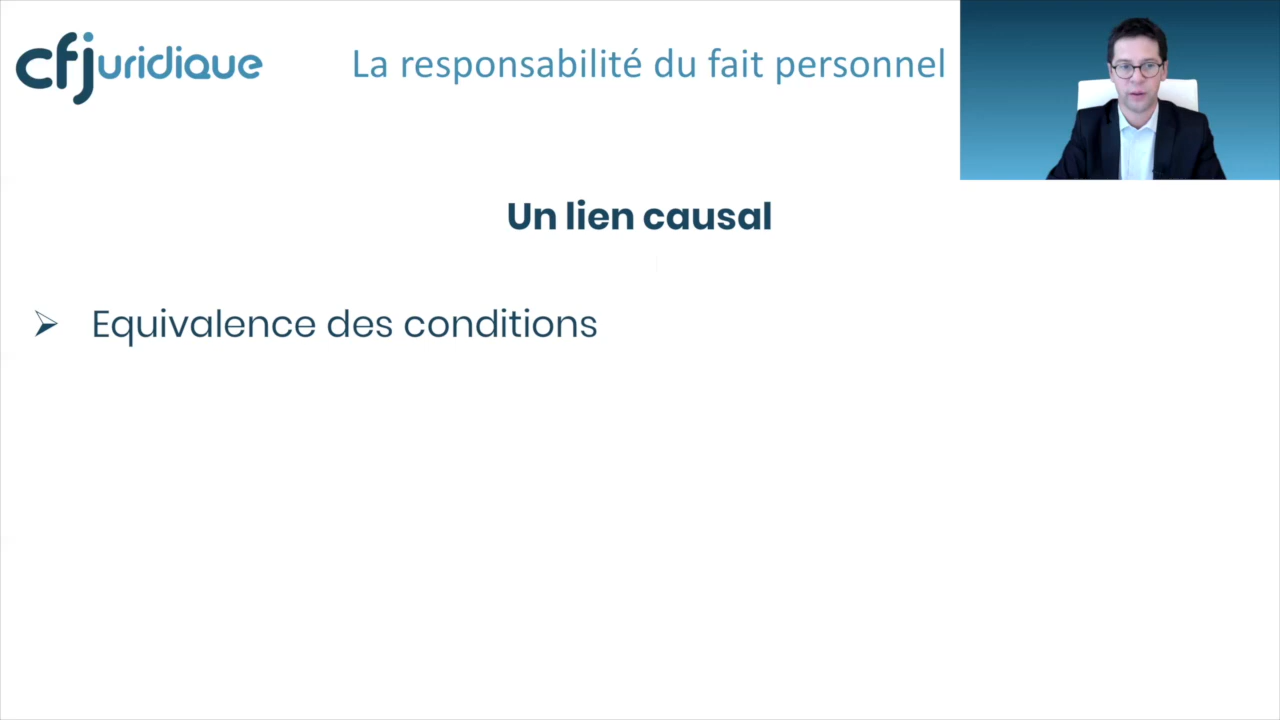 cfjuridique
La responsabilité du fait personnel
Un lien causal
Equivalence des conditions